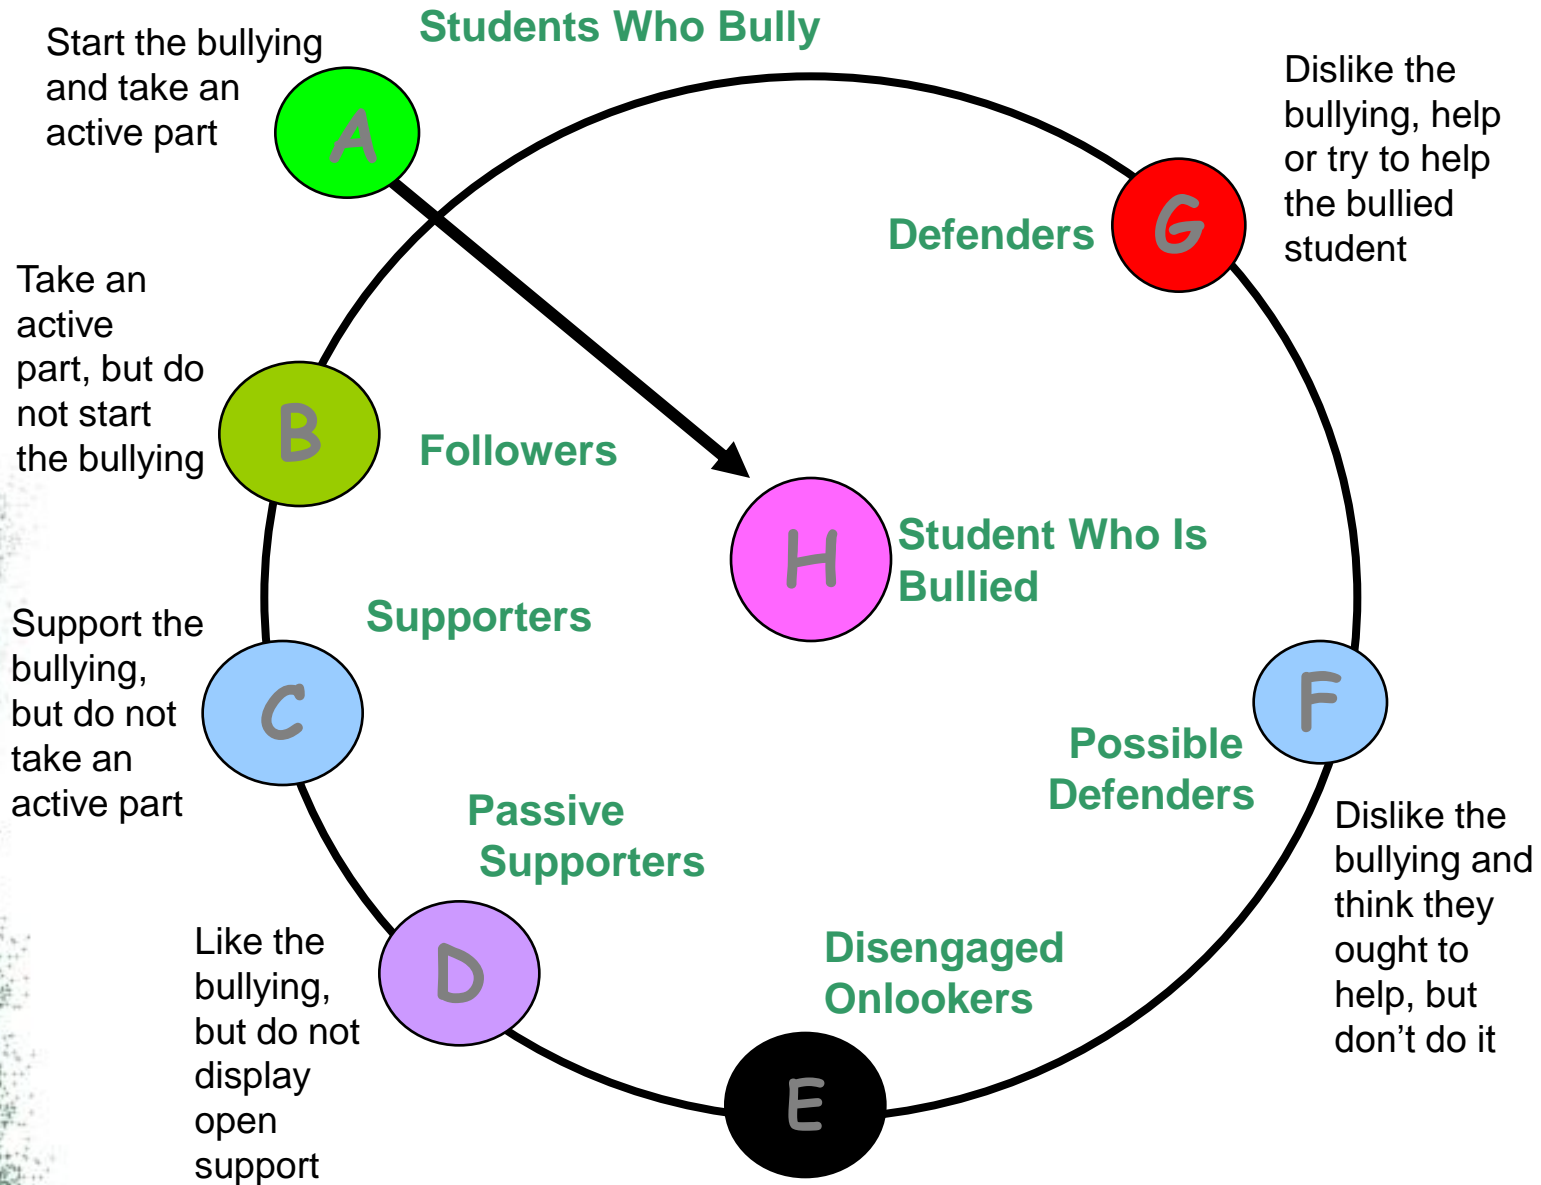 Students Who Bully
Start the bullying
and take an
active part
A
Dislike the
bullying, help
or try to help
the bullied
student
G
Defenders
Take an
active
part, but do
not start
the bullying
B
Followers
H
Student Who Is
Bullied
Supporters
Support the
bullying,
but do not
take an
active part
C
F
Possible
Defenders
Dislike the
bullying and
think they
ought to
help, but
don’t do it
Passive
Supporters
Like the
bullying,
but do not
display
open
support
D
Disengaged
Onlookers
E